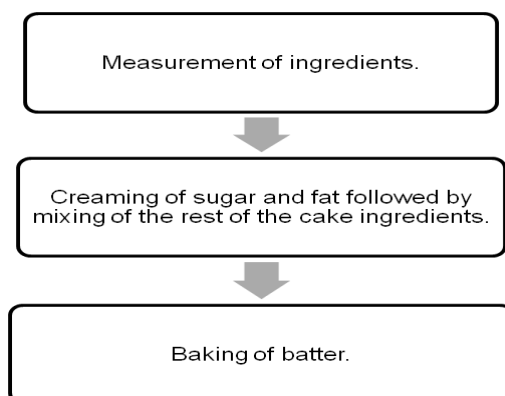 Measurement of ingredients.
Creaming of sugar and fat followed by
mixing of the rest of the cake ingredients.
Baking of batter.